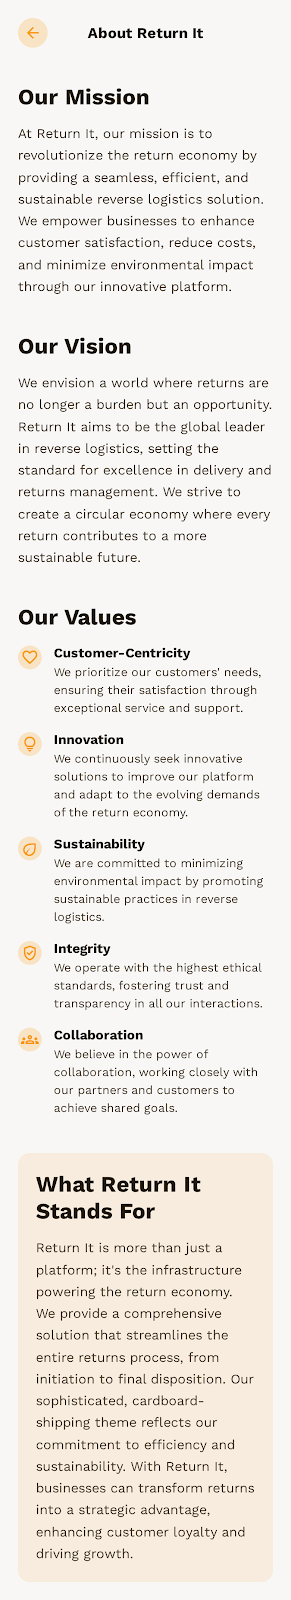 About Return It
Our Mission
At Return It, our mission is to
revolutionize the return economy by
providing a seamless, efficient, and
sustainable reverse logistics solution.
We empower businesses to enhance
customer satisfaction, reduce costs,
and minimize environmental impact
through our innovative platform.
Our Vision
We envision a world where returns are
no longer a burden but an opportunity.
Return It aims to be the global leader
in reverse logistics, setting the
standard for excellence in delivery and
returns management. We strive to
create a circular economy where every
return contributes to a more
sustainable future.
Our Values
Customer-Centricity
We prioritize our customers' needs,
ensuring their satisfaction through
exceptional service and support.
Innovation
We continuously seek innovative
solutions to improve our platform
and adapt to the evolving demands
of the return economy.
Sustainability
We are committed to minimizing
environmental impact by promoting
sustainable practices in reverse
logistics.
Integrity
We operate with the highest ethical
standards, fostering trust and
transparency in all our interactions.
Collaboration
We believe in the power of
collaboration, working closely with
our partners and customers to
achieve shared goals.
What Return It
Stands For
Return It is more than just a
platform; it's the infrastructure
powering the return economy.
We provide a comprehensive
solution that streamlines the
entire returns process, from
initiation to final disposition. Our
sophisticated, cardboard-
shipping theme reflects our
commitment to efficiency and
sustainability. With Return It,
businesses can transform returns
into a strategic advantage,
enhancing customer loyalty and
driving growth.